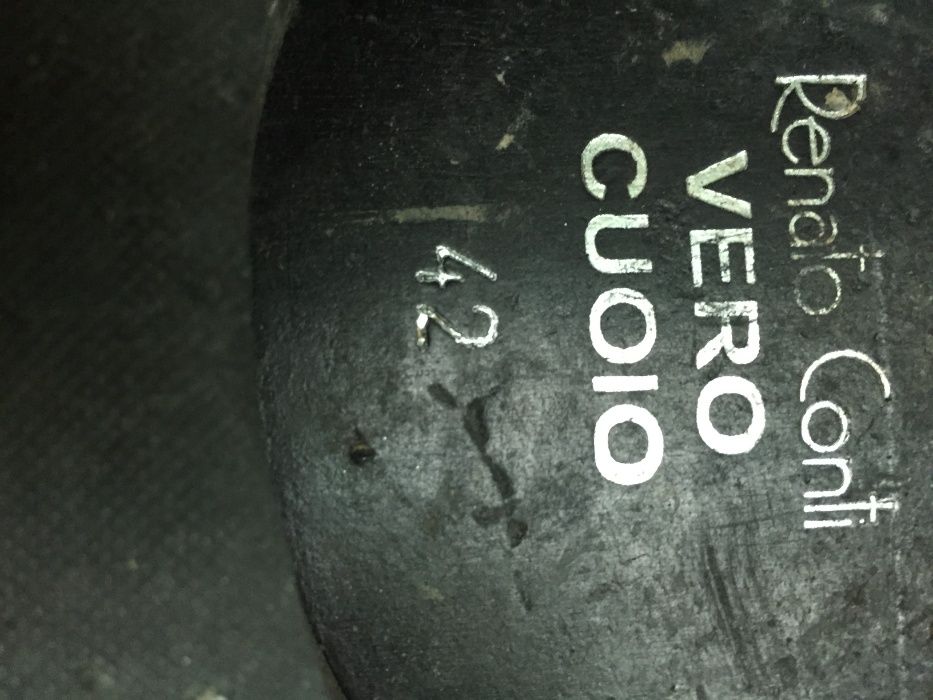 Renato Conti
VERO
CUOIO
42